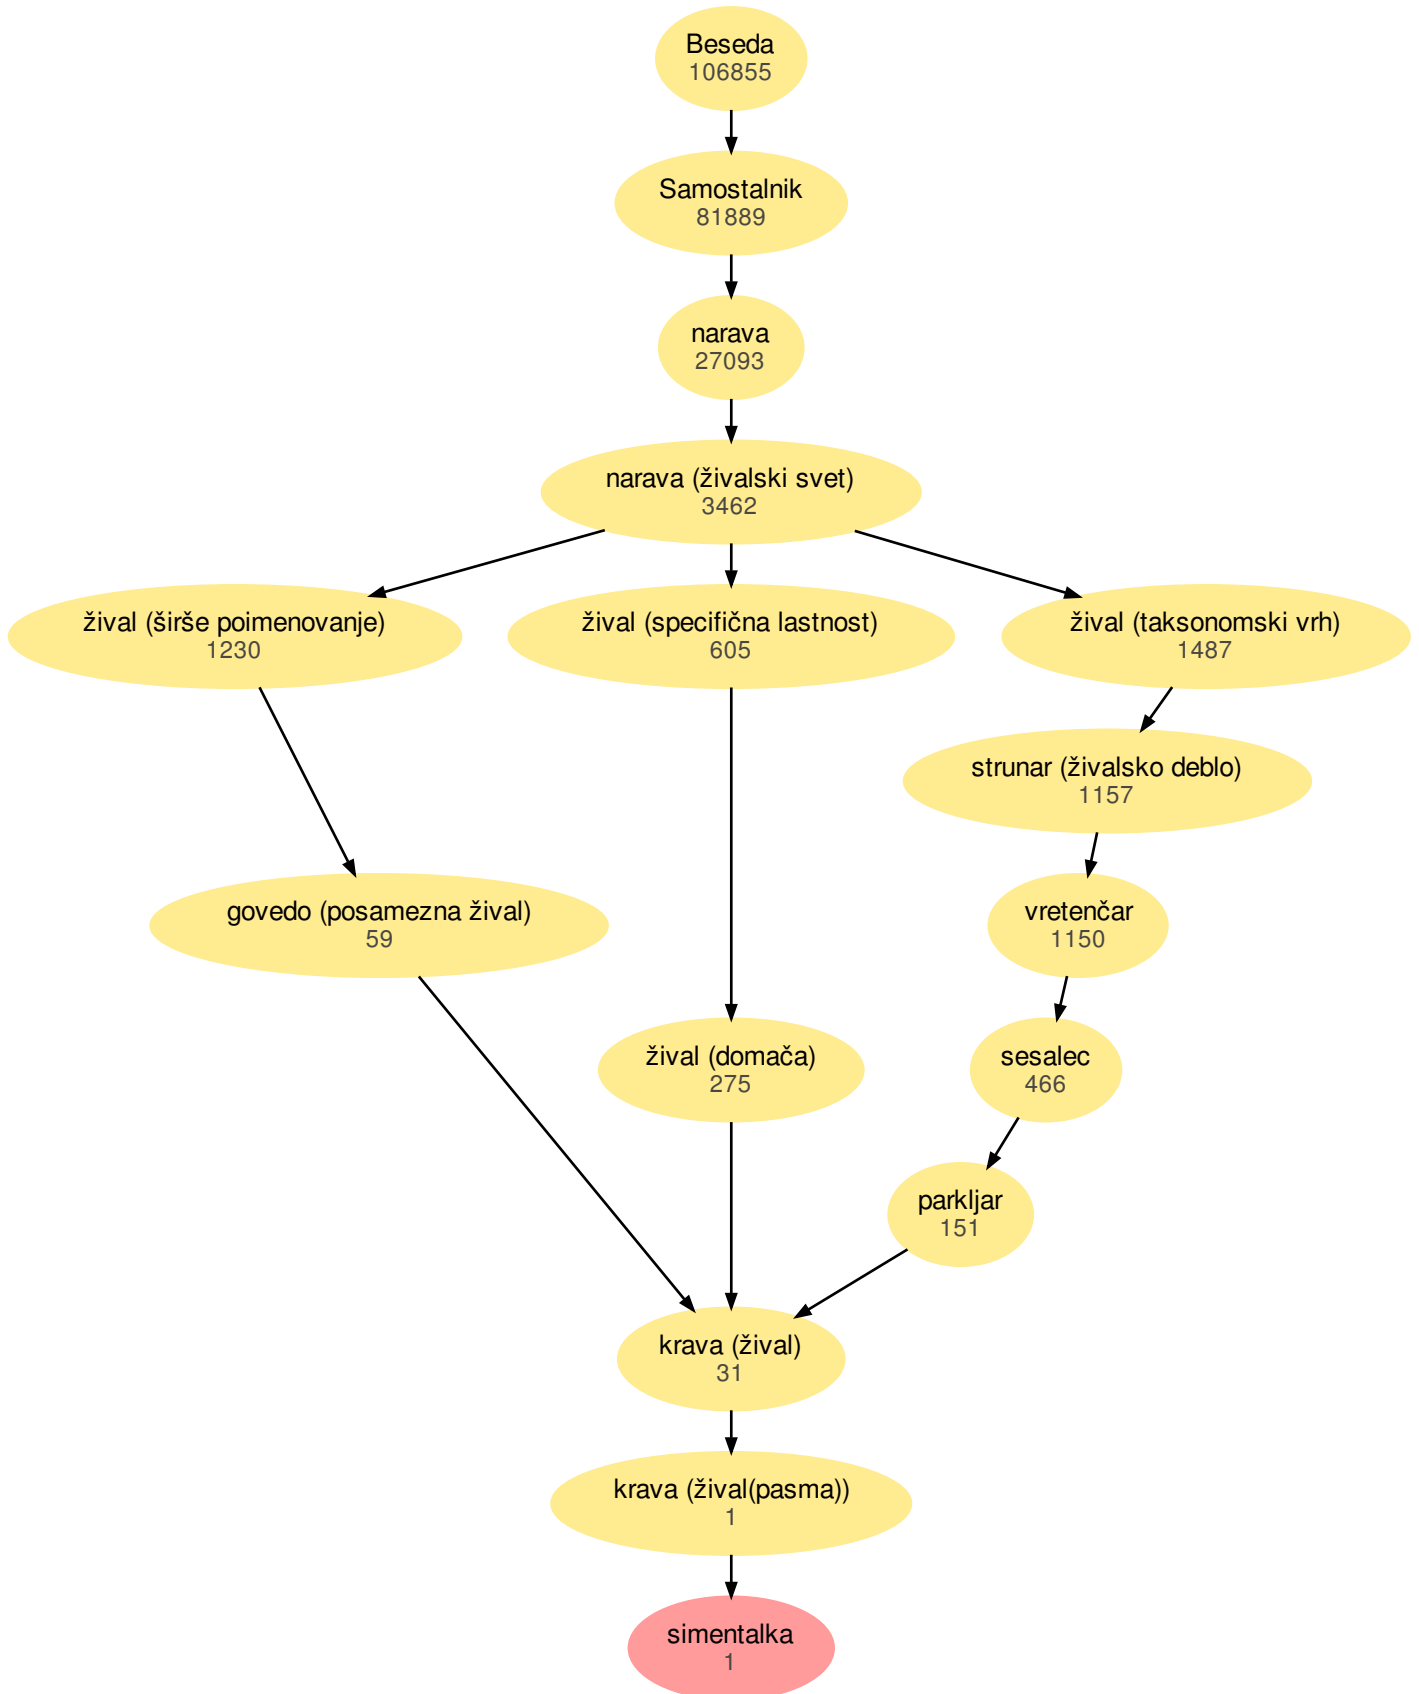 Beseda
106855
Samostalnik
81889
narava
27093
narava (živalski svet)
3462
žival (širše poimenovanje)
1230
žival (specifična lastnost)
605
žival (taksonomski vrh)
1487
strunar (živalsko deblo)
1157
govedo (posamezna žival)
59
vretenčar
1150
žival (domača)
275
sesalec
466
parkljar
151
krava (žival)
31
krava (žival(pasma))
1
simentalka
1